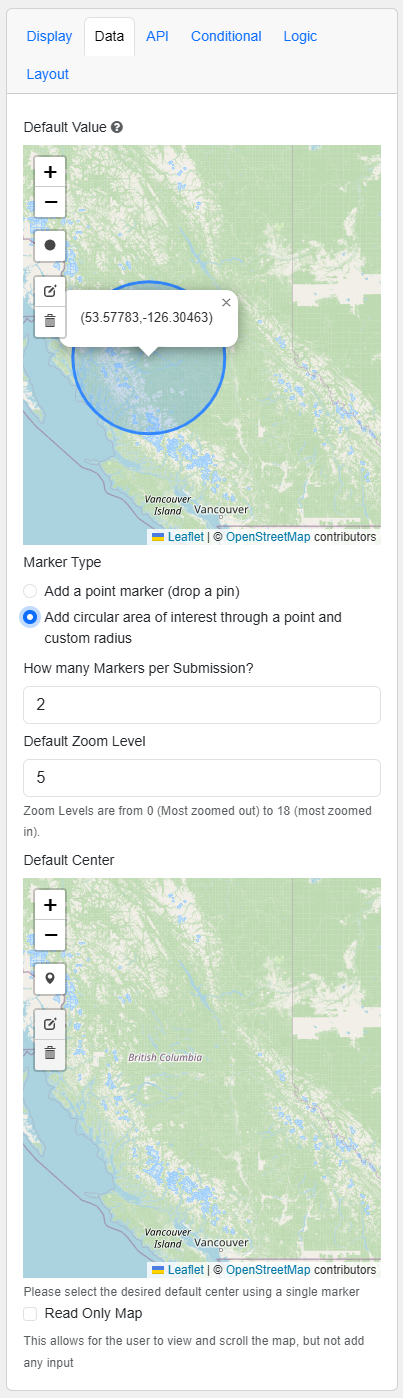 Display Data API Conditional Logic
Layout
Default Value
+
−
×
(53.57783,-126.30463)
Vancouver
Island
Vancouver
Leaflet | © OpenStreetMap contributors
Marker Type
Add a point marker (drop a pin)
Add circular area of interest through a point and
custom radius
How many Markers per Submission?
2
Default Zoom Level
5
Zoom Levels are from 0 (Most zoomed out) to 18 (most zoomed
in).
Default Center
+
−
British Columbia
Vancouver
Island
Vancouver
Leaflet | © OpenStreetMap contributors
Please select the desired default center using a single marker
Read Only Map
This allows for the user to view and scroll the map, but not add
any input